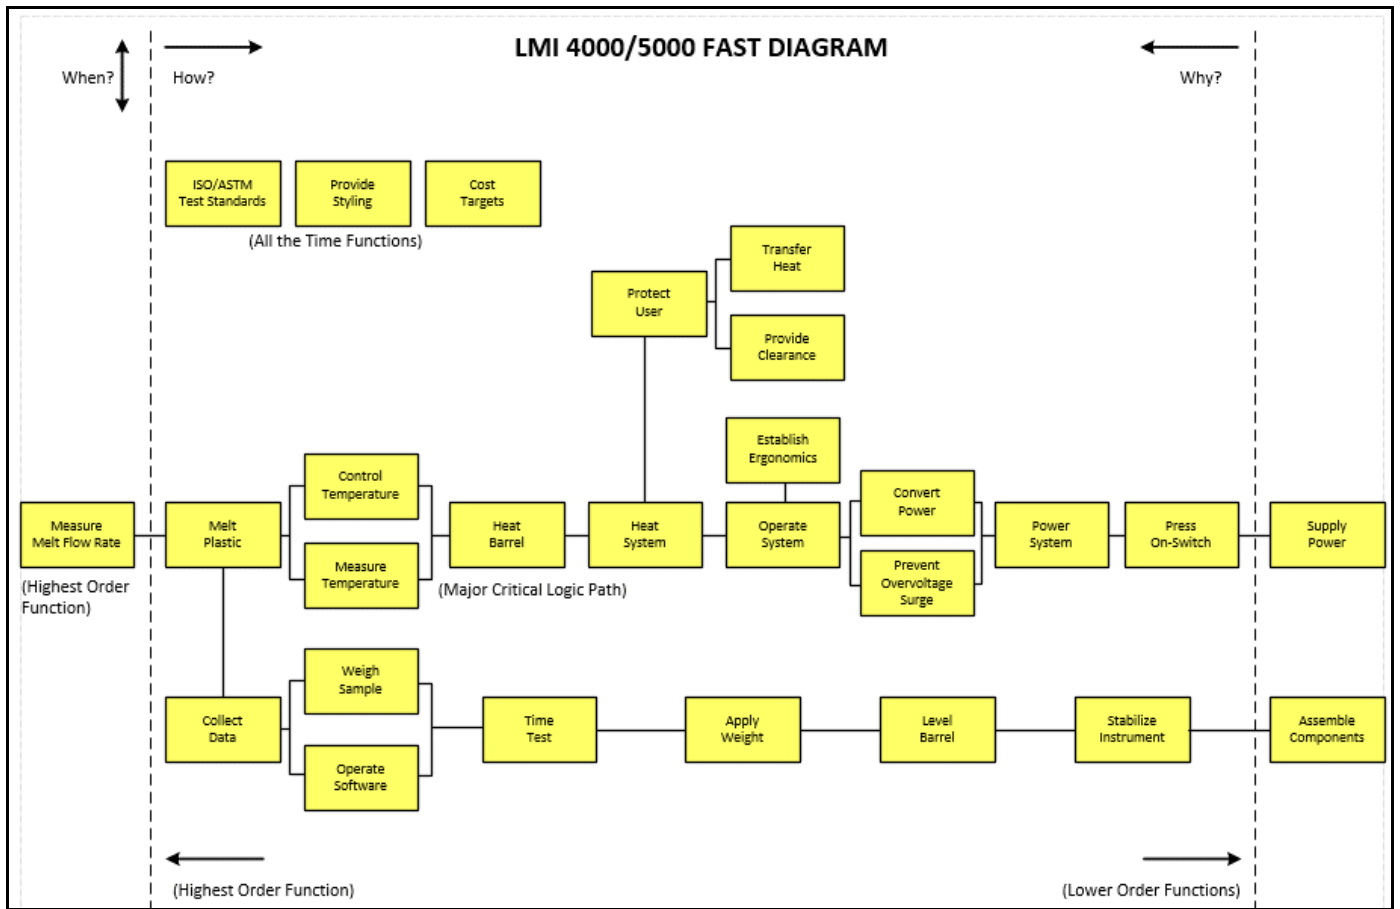 LMI 4000/5000 FAST DIAGRAM
When?
How?
Why?
ISO/ASTM
Test Standards
Provide
Styling
Cost
Targets
(All the Time Functions)
Transfer
Heat
Protect
User
Provide
Clearance
Establish
Ergonomics
Control
Temperature
Convert
Power
Measure
Melt Flow Rate
Melt
Plastic
Heat
Barrel
Heat
System
Operate
System
Power
System
Press
On-Switch
Supply
Power
Measure
Temperature
Prevent
Overvoltage
Surge
(Highest Order
Function)
(Major Critical Logic Path)
Weigh
Sample
Collect
Data
Time
Test
Apply
Weight
Level
Barrel
Stabilize
Instrument
Assemble
Components
Operate
Software
(Highest Order Function)
(Lower Order Functions)